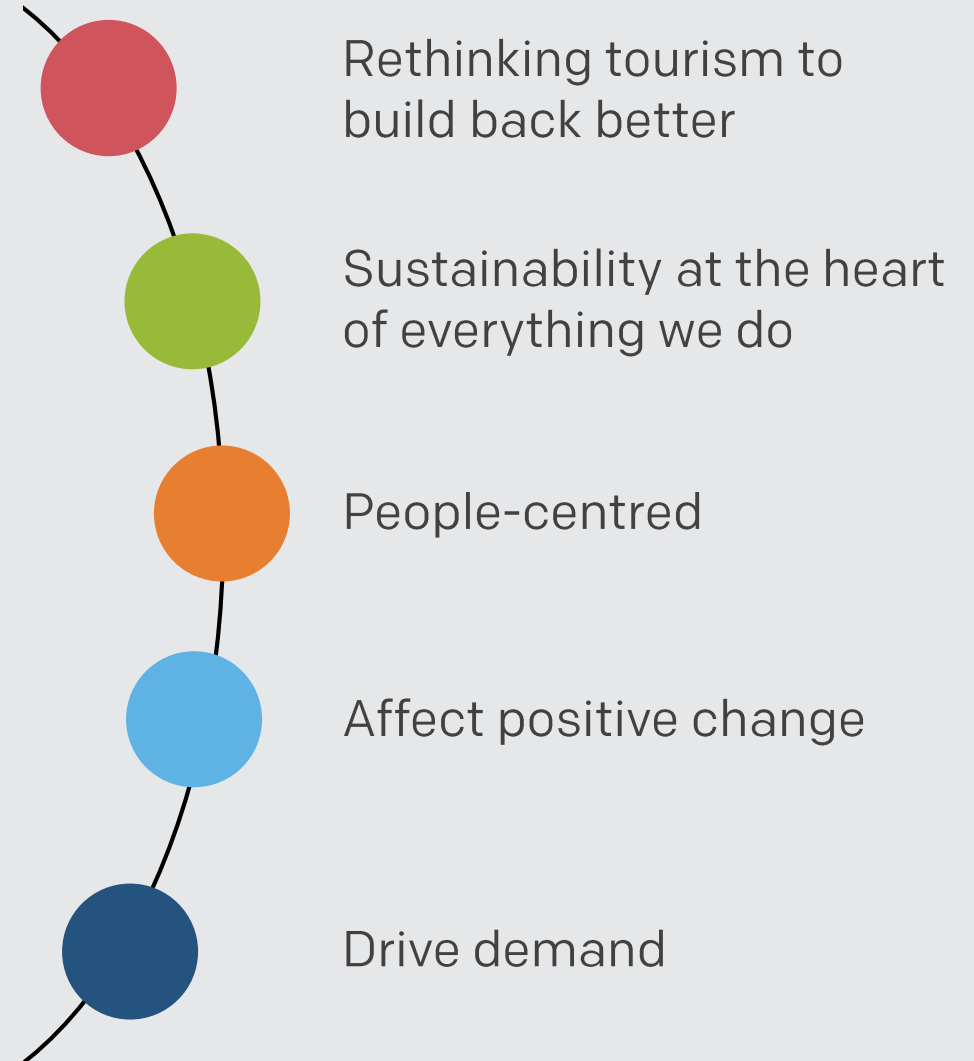 Rethinking tourism to
build back better
Sustainability at the heart
of everything we do
People-centred
Affect positive change
Drive demand